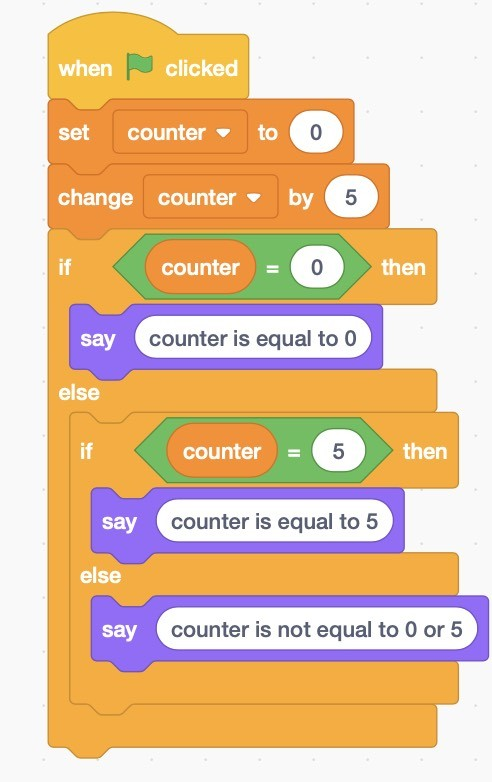 when clicked
set counter to 0
change counter by 5
if counter = 0 then
say counter is equal to 0
else
if counter = 5 then
say counter is equal to 5
else
say counter is not equal to 0 or 5